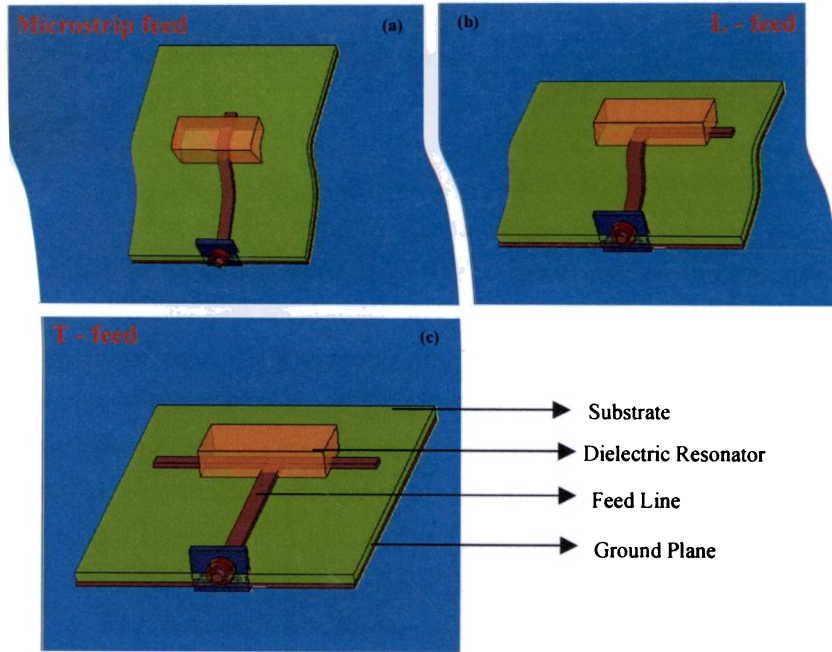 Microstrip feed
(a)
(b)
L - feed
T - feed
(c)
Substrate
Dielectric Resonator
Feed Line
Ground Plane